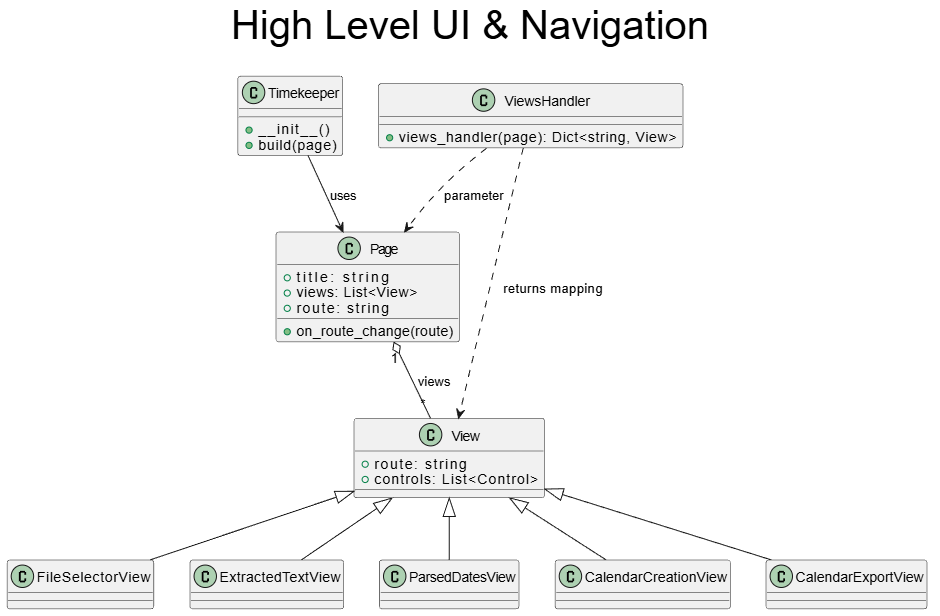 High Level UI & Navigation
C Timekeeper
__init__()
build(page)
C ViewsHandler
views_handler(page): Dict<string, View>
uses
parameter
C Page
title: string
views: List<View>
route: string
on_route_change(route)
returns mapping
1
views
*
C View
route: string
controls: List<Control>
C FileSelectorView
C ExtractedTextView
C ParsedDatesView
C CalendarCreationView
C CalendarExportView